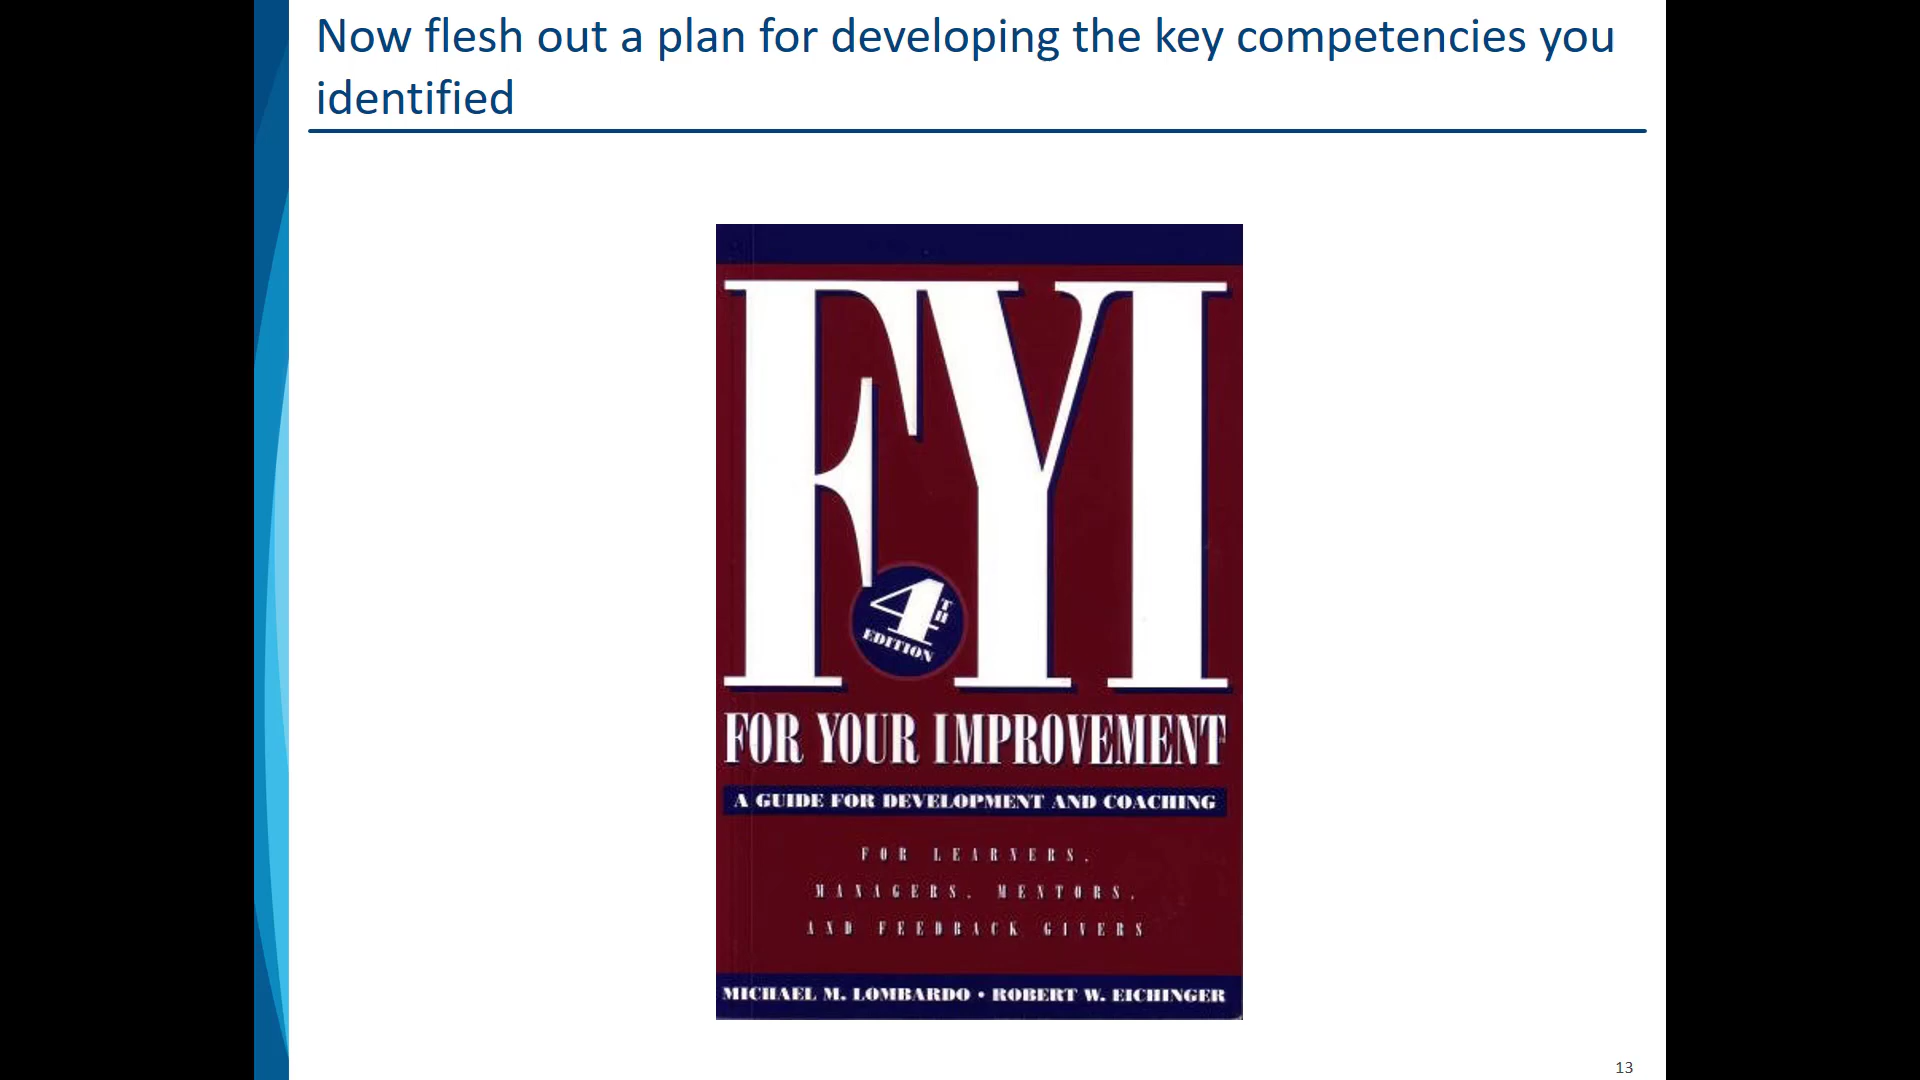 Now flesh out a plan for developing the key competencies you
identified
FYI
4TH
EDITION
FOR YOUR IMPROVEMENT
A GUIDE FOR DEVELOPMENT AND COACHING
FOR LEARNERS,
MANAGERS, MENTORS,
AND FEEDBACK GIVERS
MICHAEL M. LOMBARDO • ROBERT W. EICHINGER
13